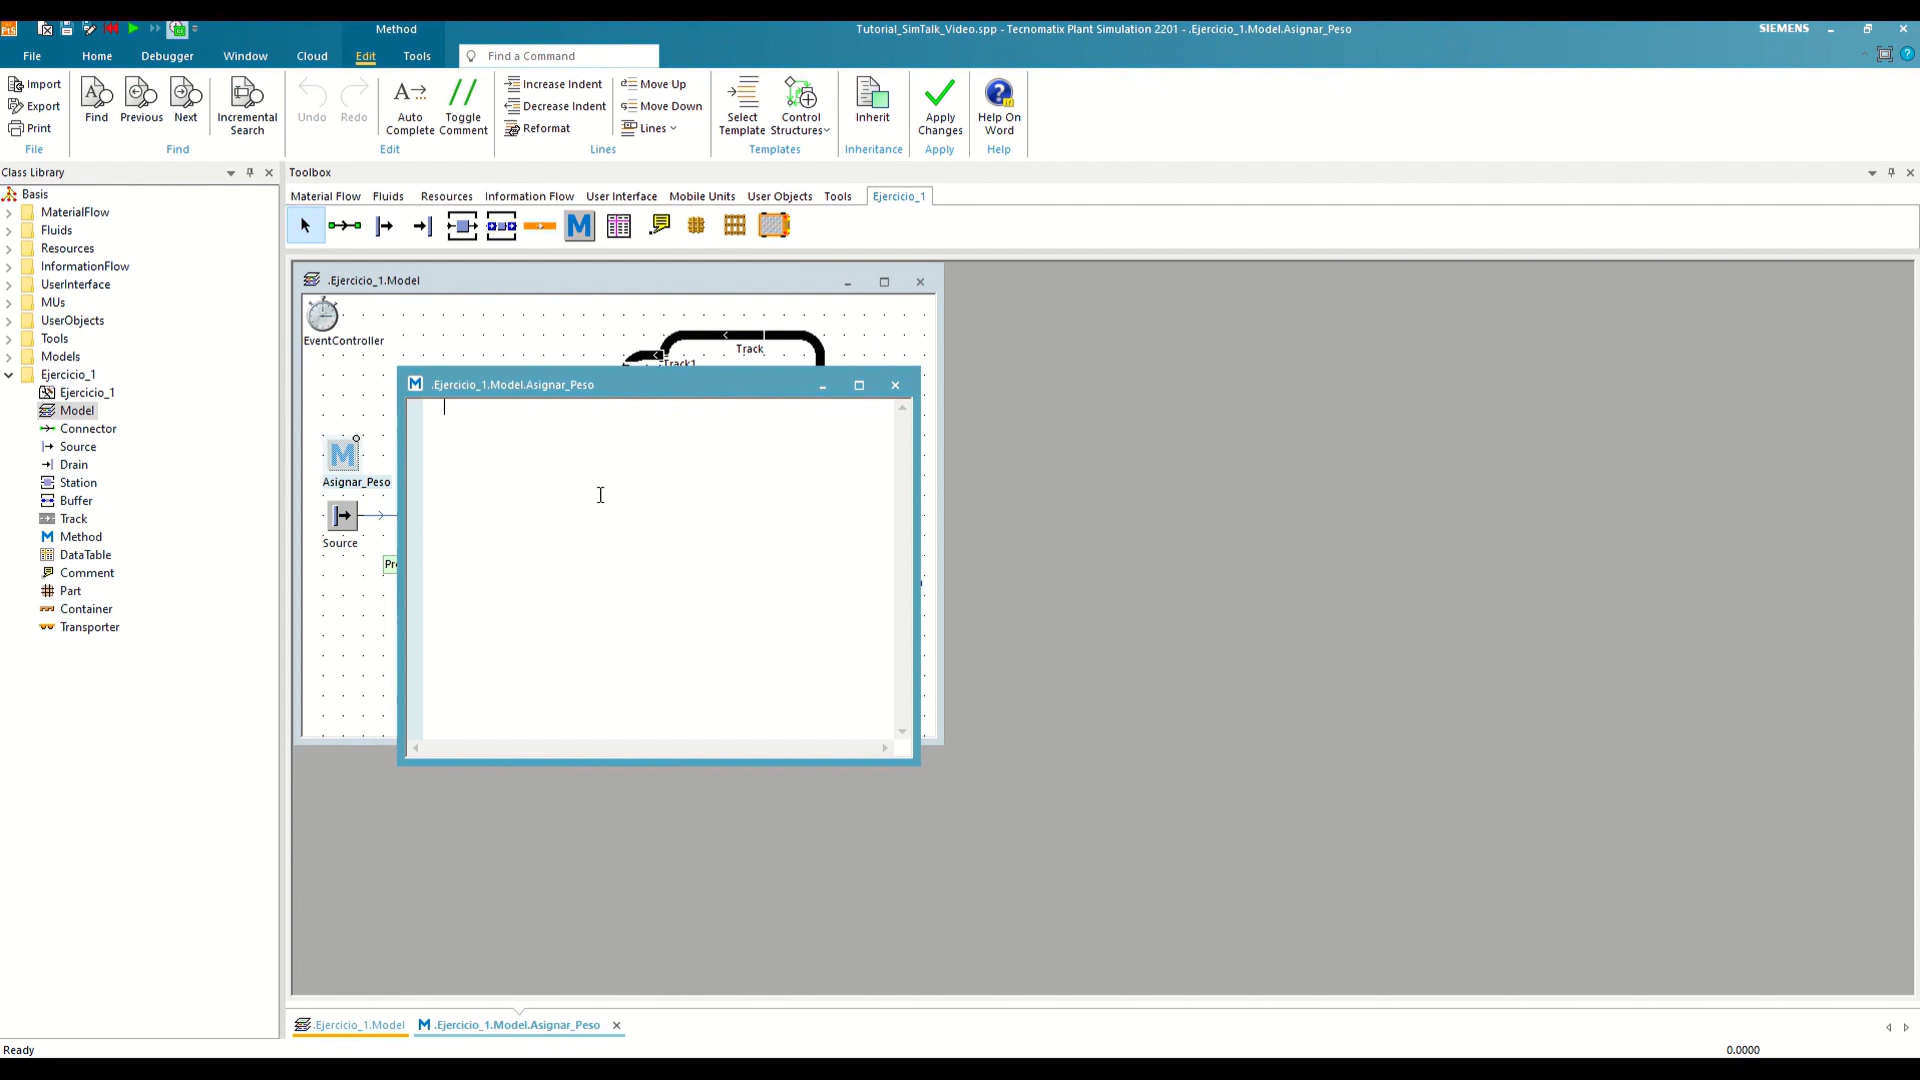 Method
Tutorial_SimTalk_Video.spp - Tecnomatix Plant Simulation 2201 - .Ejercicio_1.Model.Asignar_Peso
SIEMENS
File
Home
Debugger
Window
Cloud
Edit
Tools
Find a Command
Import
Export
Print
File
Find
Previous
Next
Incremental
Search
Find
Undo
Redo
Auto
Complete
Toggle
Comment
Edit
Increase Indent
Decrease Indent
Reformat
Move Up
Move Down
Lines
Lines
Select
Template
Control
Structures
Templates
Inherit
Inheritance
Apply
Changes
Apply
Help On
Word
Help
Class Library
Toolbox
Basis
MaterialFlow
Fluids
Resources
InformationFlow
UserInterface
MUs
UserObjects
Tools
Models
Ejercicio_1
Ejercicio_1
Model
Connector
Source
Drain
Station
Buffer
Track
Method
DataTable
Comment
Part
Container
Transporter
Material Flow
Fluids
Resources
Information Flow
User Interface
Mobile Units
User Objects
Tools
Ejercicio_1
.Ejercicio_1.Model
EventController
Track
Track1
.Ejercicio_1.Model.Asignar_Peso
Asignar_Peso
Source
.Ejercicio_1.Model
.Ejercicio_1.Model.Asignar_Peso
Ready
0.0000